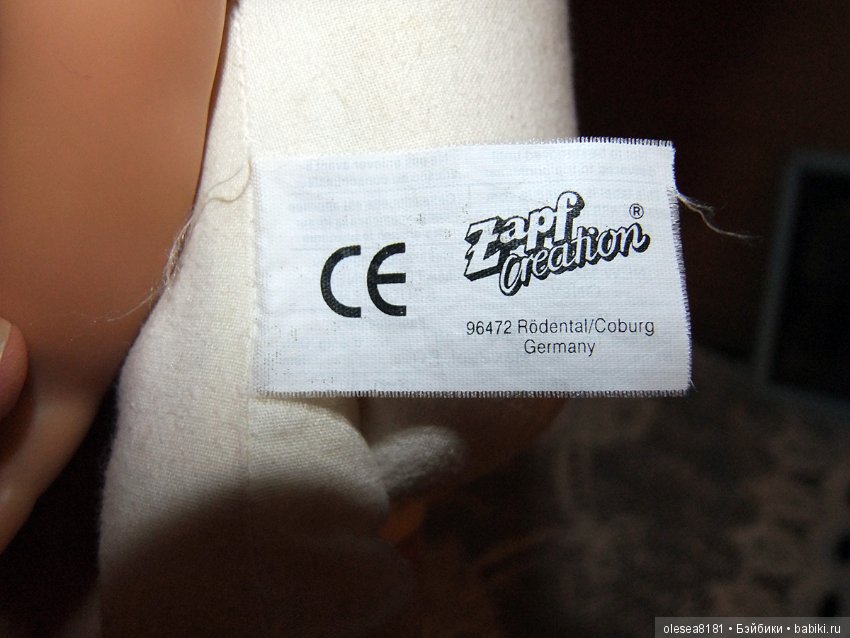 CE
Zapf
Creation
®
96472 Rödental/Coburg
Germany
olesea8181 • Бэйбики • babiki.ru